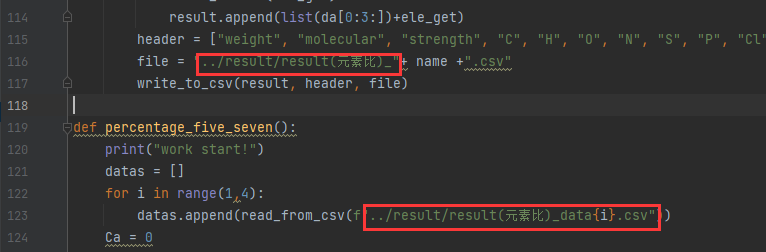 114 result.append(list(da[0:3:])+ele_get)
115 header = ["weight", "molecular", "strength", "C", "H", "O", "N", "S", "P", "Cl"
116 file = "../result/result(元素比)_"+ name +".csv"
117 write_to_csv(result, header, file)
118
119 def percentage_five_seven():
120 print("work start!")
121 datas = []
122 for i in range(1,4):
123 datas.append(read_from_csv(f"../result/result(元素比)_data{i}.csv"))
124 Ca = 0